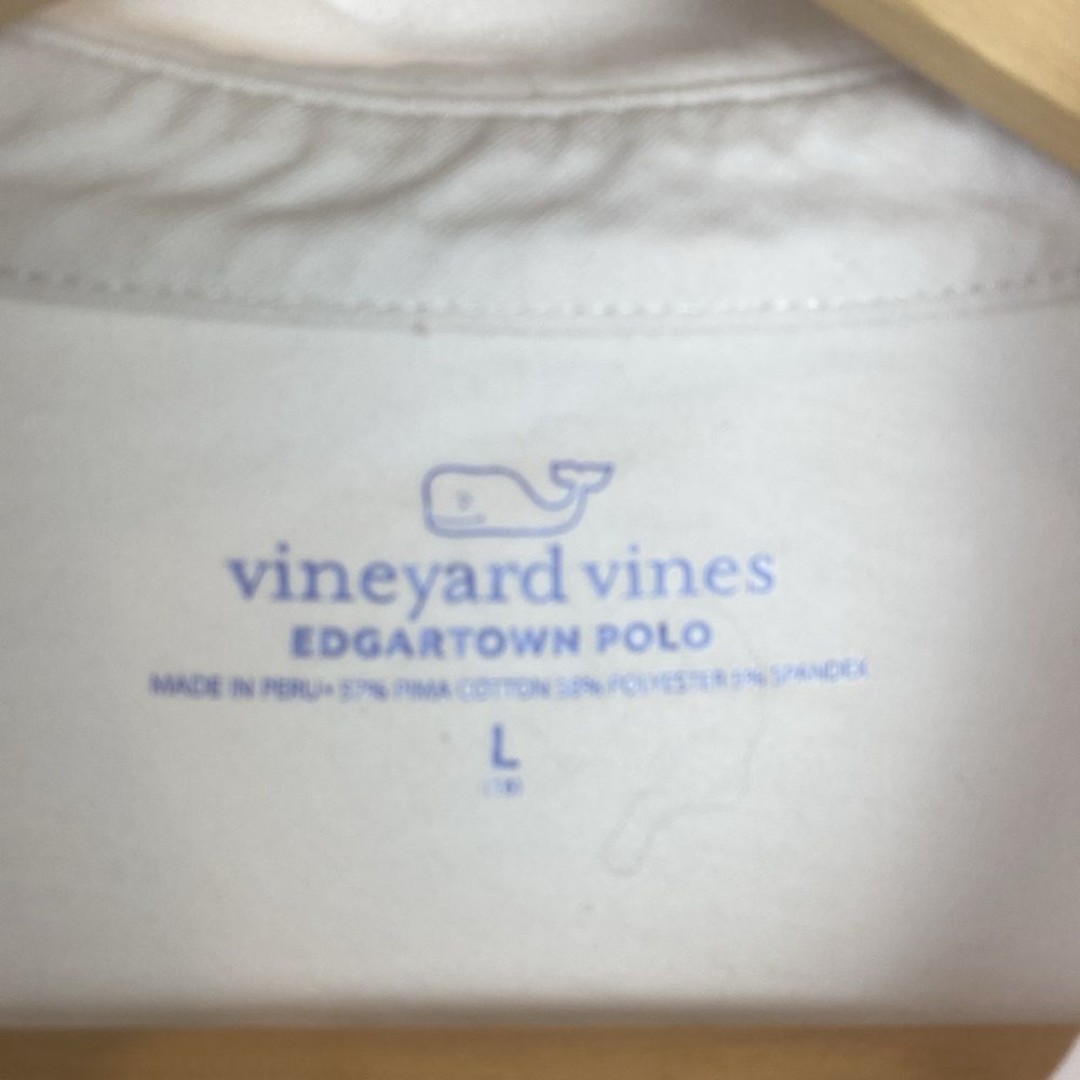 vineyard vines
EDGARTOWN POLO
MADE IN PERU• 57% PIMA COTTON 38% POLYESTER 5% SPANDEX
L